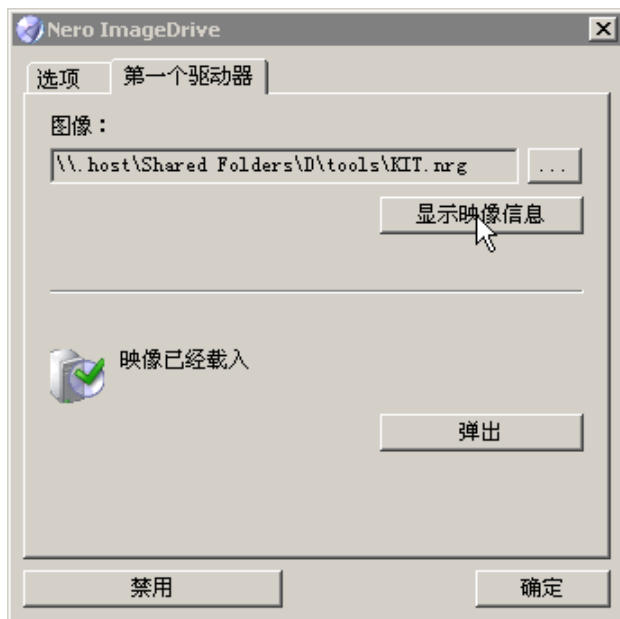 Nero ImageDrive
选项 第一个驱动器
图像：
\\.host\Shared Folders\D\tools\KIT.nrg ...
显示映像信息
映像已经载入
弹出
禁用 确定